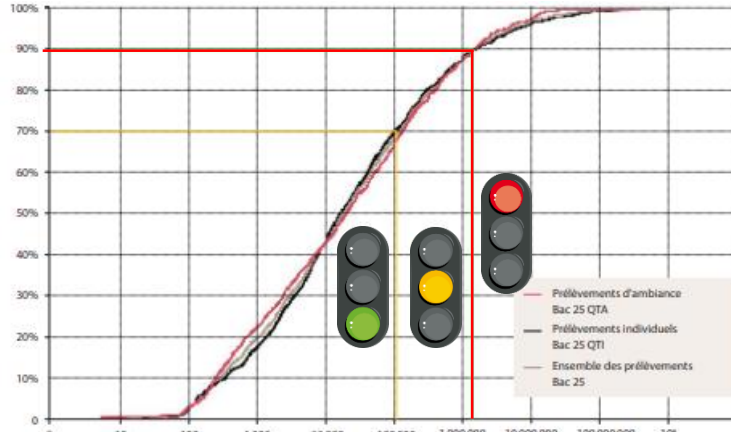 100%
90%
80%
70%
60%
50%
40%
30%
20%
10%
0
Prélèvements d'ambiance
Bac 25 QTA
Prélèvements individuels
Bac 25 QTI
Ensemble des prélèvements
Bac 25